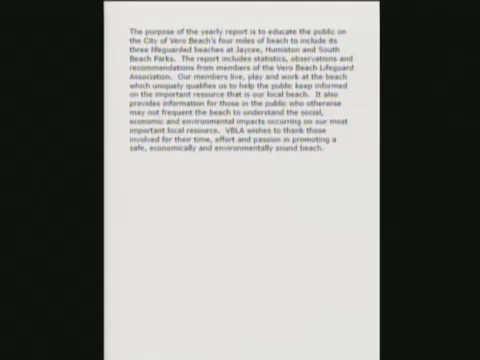 The purpose of the yearly report is to educate the public on
the City of Vero Beach's four miles of beach to include its
three lifeguarded beaches at Jaycee, Humiston and South
Beach Parks.  The report includes statistics, observations and
recommendations from members of the Vero Beach Lifeguard
Association.  Our members live, play and work at the beach
which uniquely qualifies us to help the public keep informed
on the important resource that is our local beach.  It also
provides information for those in the public who otherwise
may not frequent the beach to understand the social,
economic and environmental impacts occurring on our most
important local resource.  VBLA wishes to thank those
involved for their time, effort and passion in promoting a
safe, economically and environmentally sound beach.